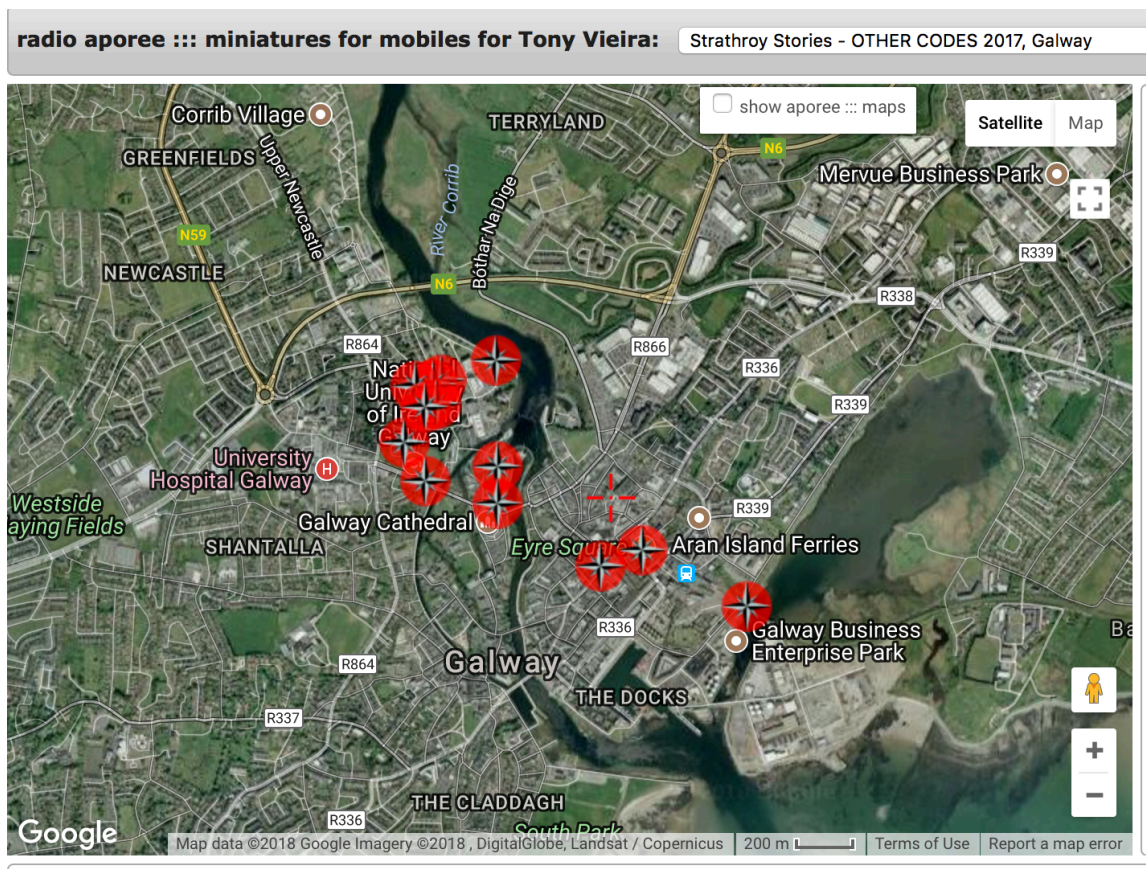 radio aporee ::: miniatures for mobiles for Tony Vieira:
Strathroy Stories - OTHER CODES 2017, Galway
show aporee ::: maps
Satellite
Map
Corrib Village
TERRYLAND
N6
GREENFIELDS
Upper Newcastle
River Corrib
Bóthar Na Dige
Mervue Business Park
N59
NEWCASTLE
R339
N6
R338
R864
R866
R336
R339
of Ireland
Galway
University
Hospital Galway
H
Westside
aying Fields
Galway Cathedral
R339
SHANTALLA
Eyre Square
Aran Island Ferries
R336
Galway Business
Enterprise Park
Ba
R864
Galway
THE DOCKS
R337
THE CLADDAGH
R336
South Park
Google
Map data ©2018 Google Imagery ©2018 , DigitalGlobe, Landsat / Copernicus
200 m
Terms of Use
Report a map error